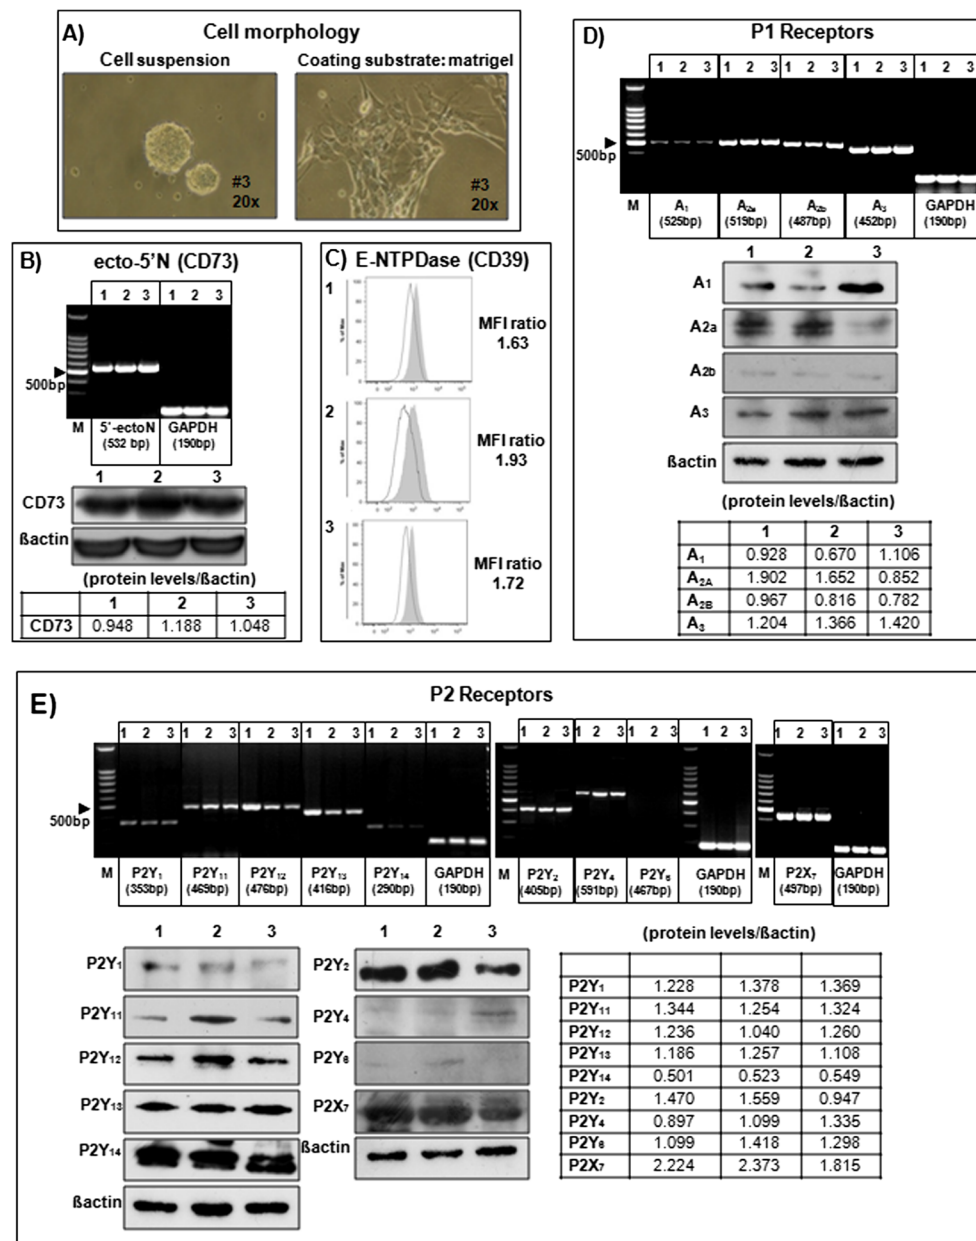 A)
Cell morphology
Cell suspension
Coating substrate: matrigel
#3
20x
#3
20x
B)
ecto-5'N (CD73)
1 2 3 1 2 3
500bp
M
5'-ectoN
(532 bp)
GAPDH
(190bp)
1 2 3
CD73
ßactin
(protein levels/ßactin)
1 2 3
CD73 0.948 1.188 1.048
C)
E-NTPDase (CD39)
1
MFI ratio
1.63
2
MFI ratio
1.93
3
MFI ratio
1.72
D)
P1 Receptors
1 2 3 1 2 3 1 2 3 1 2 3 1 2 3
500bp
M
A1
(525bp)
A2a
(519bp)
A2b
(487bp)
A3
(452bp)
GAPDH
(190bp)
1 2 3
A1
A2a
A2b
A3
ßactin
(protein levels/ßactin)
1 2 3
A1 0.928 0.670 1.106
A2A 1.902 1.652 0.852
A2B 0.967 0.816 0.782
A3 1.204 1.366 1.420
E)
P2 Receptors
1 2 3 1 2 3 1 2 3 1 2 3 1 2 3 1 2 3
1 2 3 1 2 3 1 2 3 1 2 3
1 2 3 1 2 3
500bp
M
P2Y1
(353bp)
P2Y11
(469bp)
P2Y12
(476bp)
P2Y13
(416bp)
P2Y14
(290bp)
GAPDH
(190bp)
M
P2Y2
(405bp)
P2Y4
(591bp)
P2Y6
(467bp)
GAPDH
(190bp)
M
P2X7
(497bp)
GAPDH
(190bp)
1 2 3
P2Y1
P2Y11
P2Y12
P2Y13
P2Y14
ßactin
1 2 3
P2Y2
P2Y4
P2Y6
P2X7
ßactin
(protein levels/ßactin)
P2Y1 1.228 1.378 1.369
P2Y11 1.344 1.254 1.324
P2Y12 1.236 1.040 1.260
P2Y13 1.186 1.257 1.108
P2Y14 0.501 0.523 0.549
P2Y2 1.470 1.559 0.947
P2Y4 0.897 1.099 1.335
P2Y6 1.099 1.418 1.298
P2X7 2.224 2.373 1.815